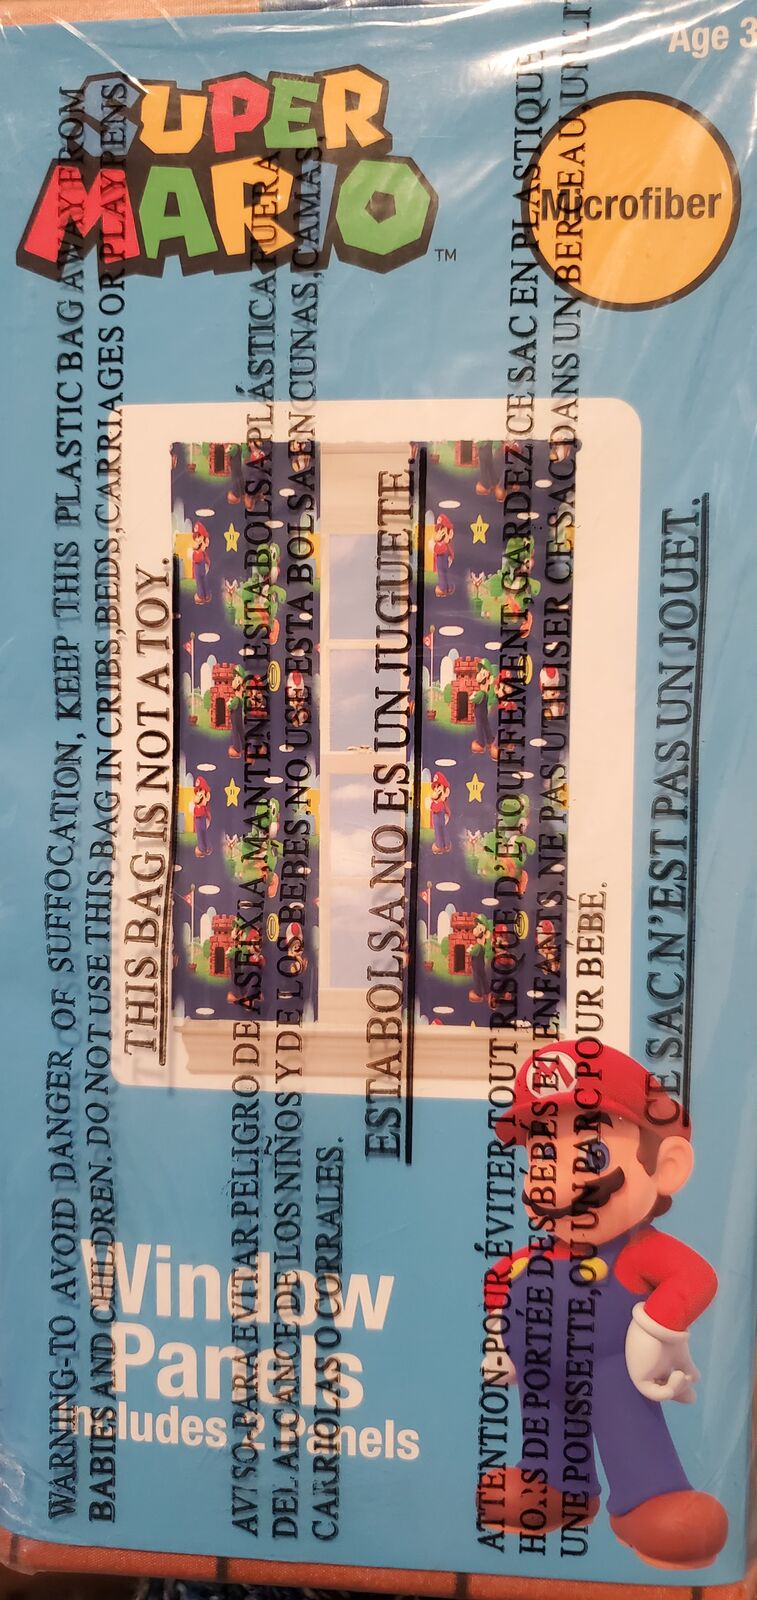 Age 3
SUPER
MARIO
TM
Microfiber
Window
Panels
Includes 2 Panels
WARNING-TO AVOID DANGER OF SUFFOCATION, KEEP THIS PLASTIC BAG AWAY FROM
BABIES AND CHILDREN. DO NOT USE THIS BAG IN CRIBS, BEDS, CARRIAGES OR PLAYPENS.
THIS BAG IS NOT A TOY.
AVISO-PARA EVITAR PELIGRO DE ASFIXIA, MANTENER ESTA BOLSA PLÁSTICA FUERA
DEL ALCANCE DE LOS NIÑOS Y DE LOS BEBES. NO USE ESTA BOLSA EN CUNAS, CAMAS,
CARRIOLAS O CORRALES.
ESTA BOLSA NO ES UN JUGUETE.
ATTENTION-POUR ÉVITER TOUT RISQUE D'ÉTOUFFEMENT, GARDEZ CE SAC EN PLASTIQUE
HORS DE PORTÉE DES BÉBÉS ET ENFANTS. NE PAS UTILISER CE SAC DANS UN BERCEAU, UN LIT
UNE POUSSETTE, OU UN PARC POUR BÉBÉ.
CE SAC N'EST PAS UN JOUET.